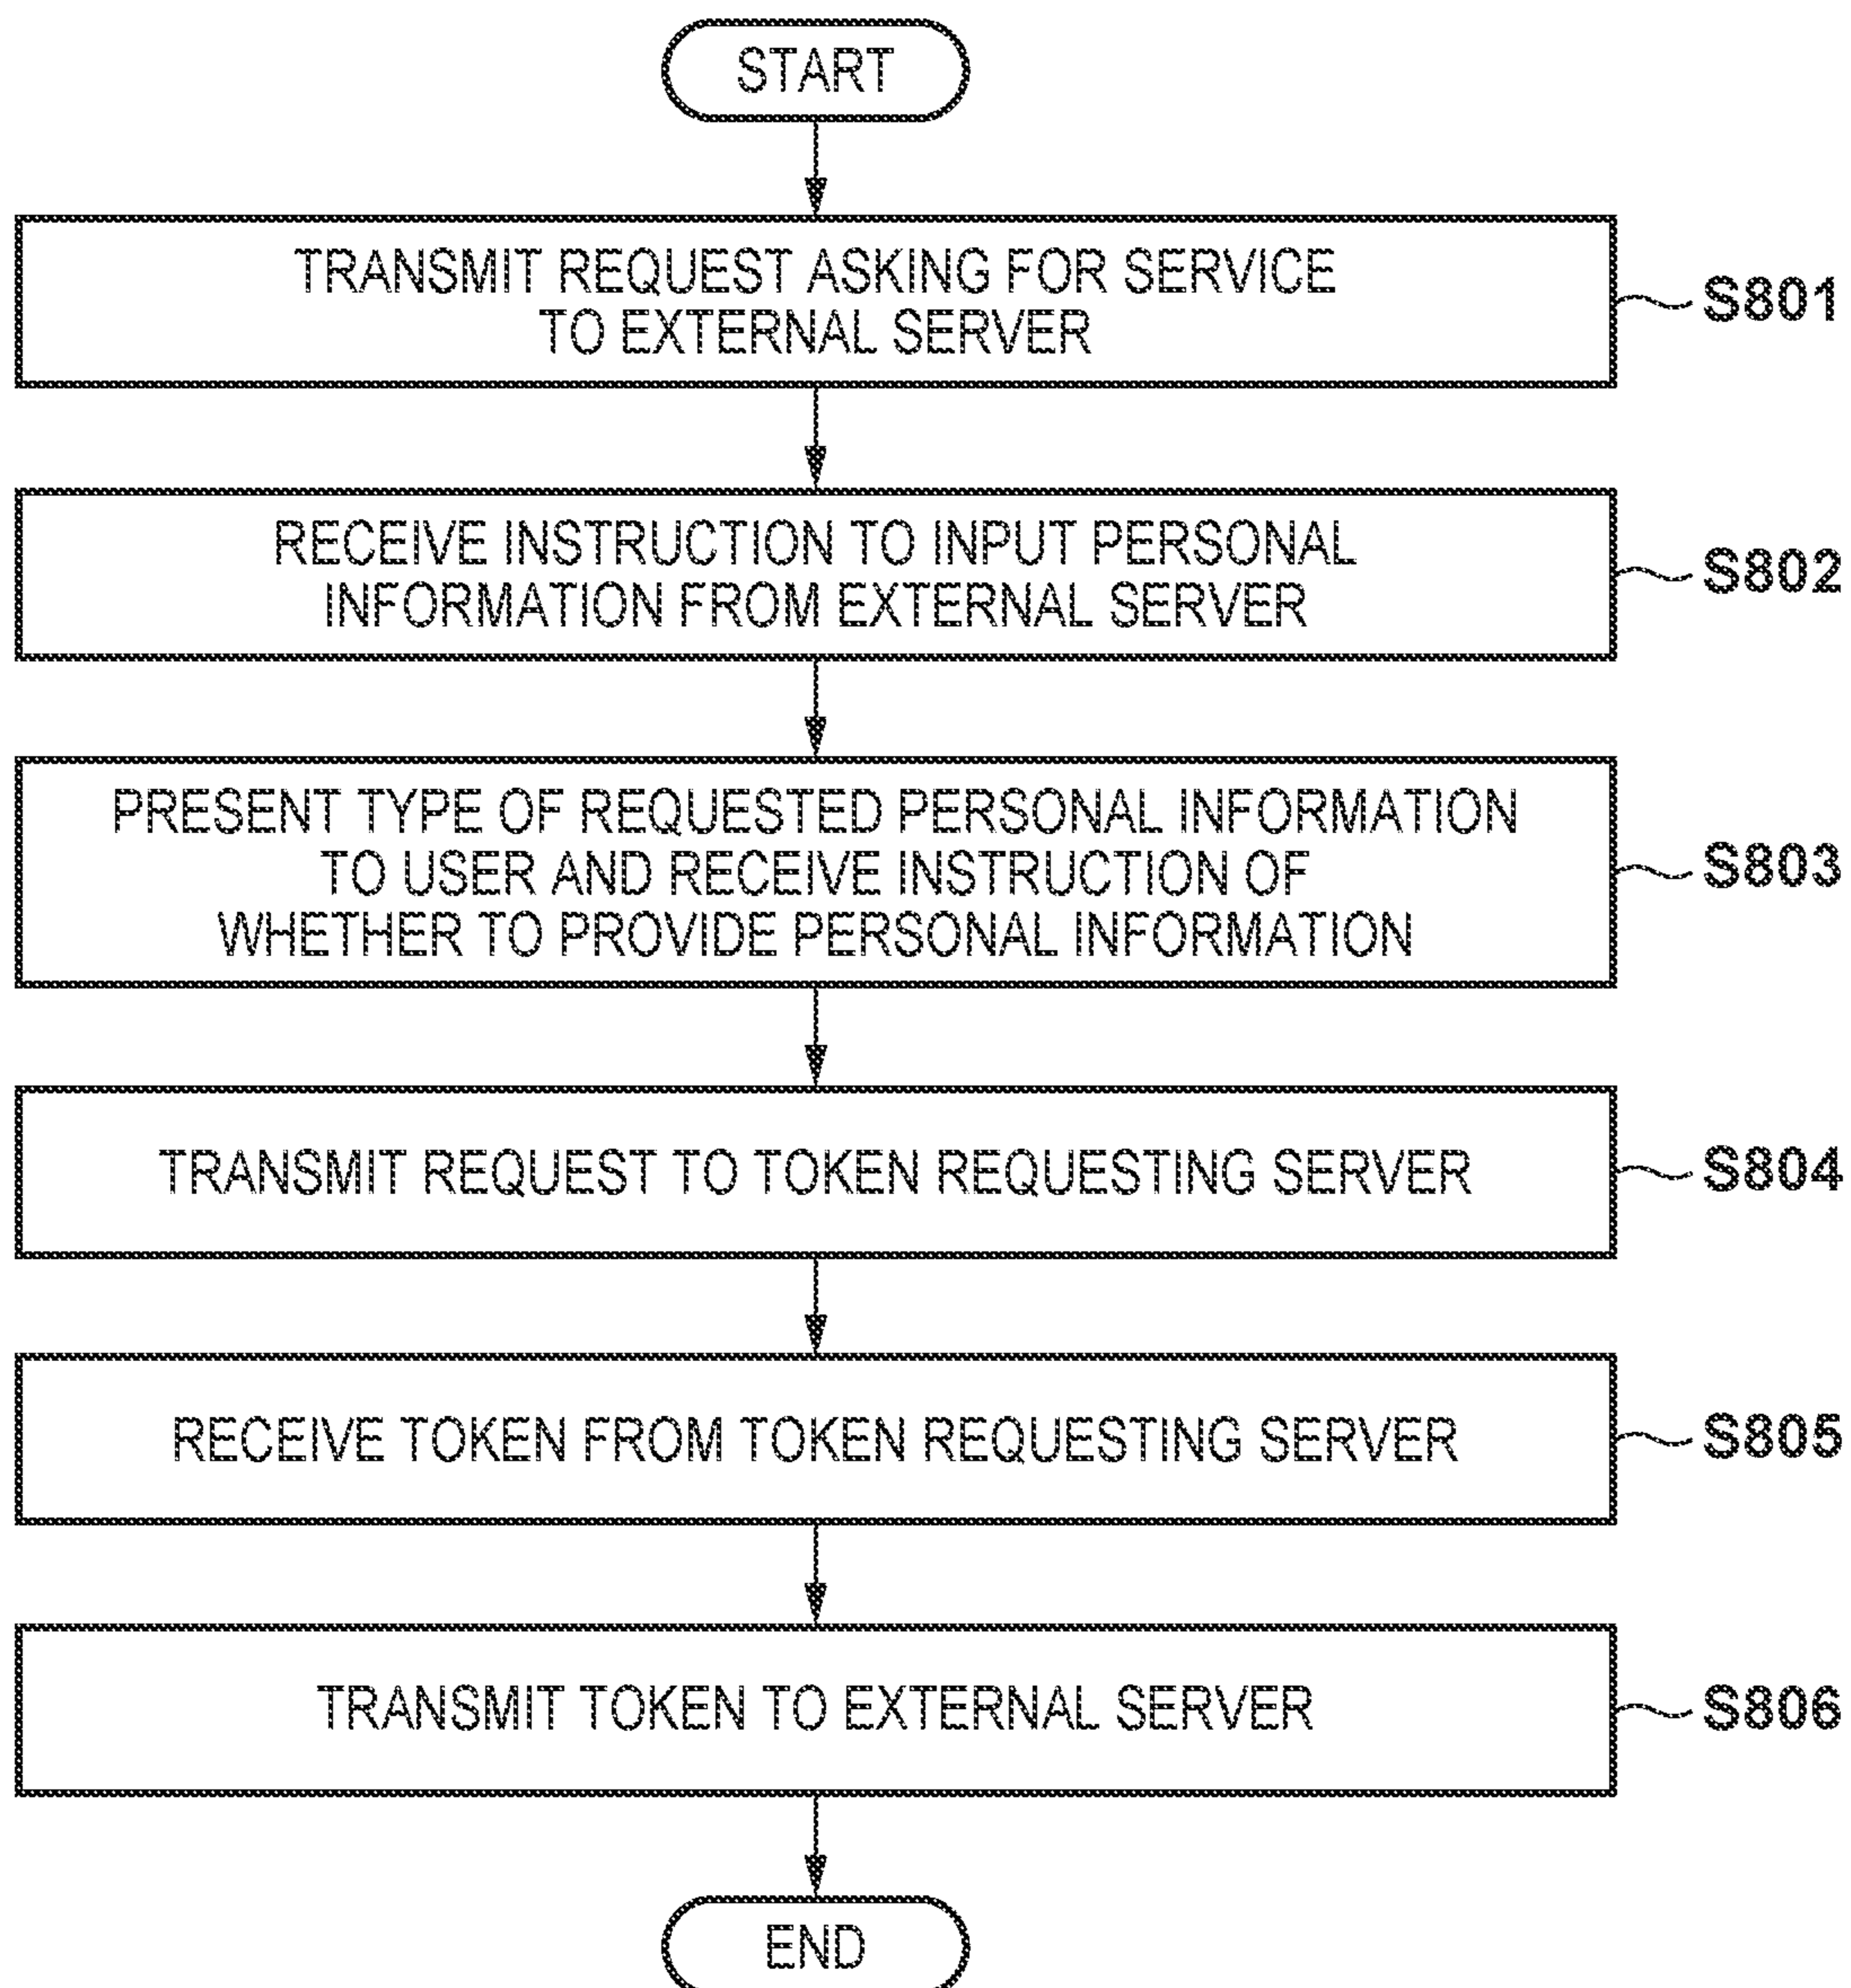 START
TRANSMIT REQUEST ASKING FOR SERVICE
TO EXTERNAL SERVER
S801
RECEIVE INSTRUCTION TO INPUT PERSONAL
INFORMATION FROM EXTERNAL SERVER
S802
PRESENT TYPE OF REQUESTED PERSONAL INFORMATION
TO USER AND RECEIVE INSTRUCTION OF
WHETHER TO PROVIDE PERSONAL INFORMATION
S803
TRANSMIT REQUEST TO TOKEN REQUESTING SERVER
S804
RECEIVE TOKEN FROM TOKEN REQUESTING SERVER
S805
TRANSMIT TOKEN TO EXTERNAL SERVER
S806
END